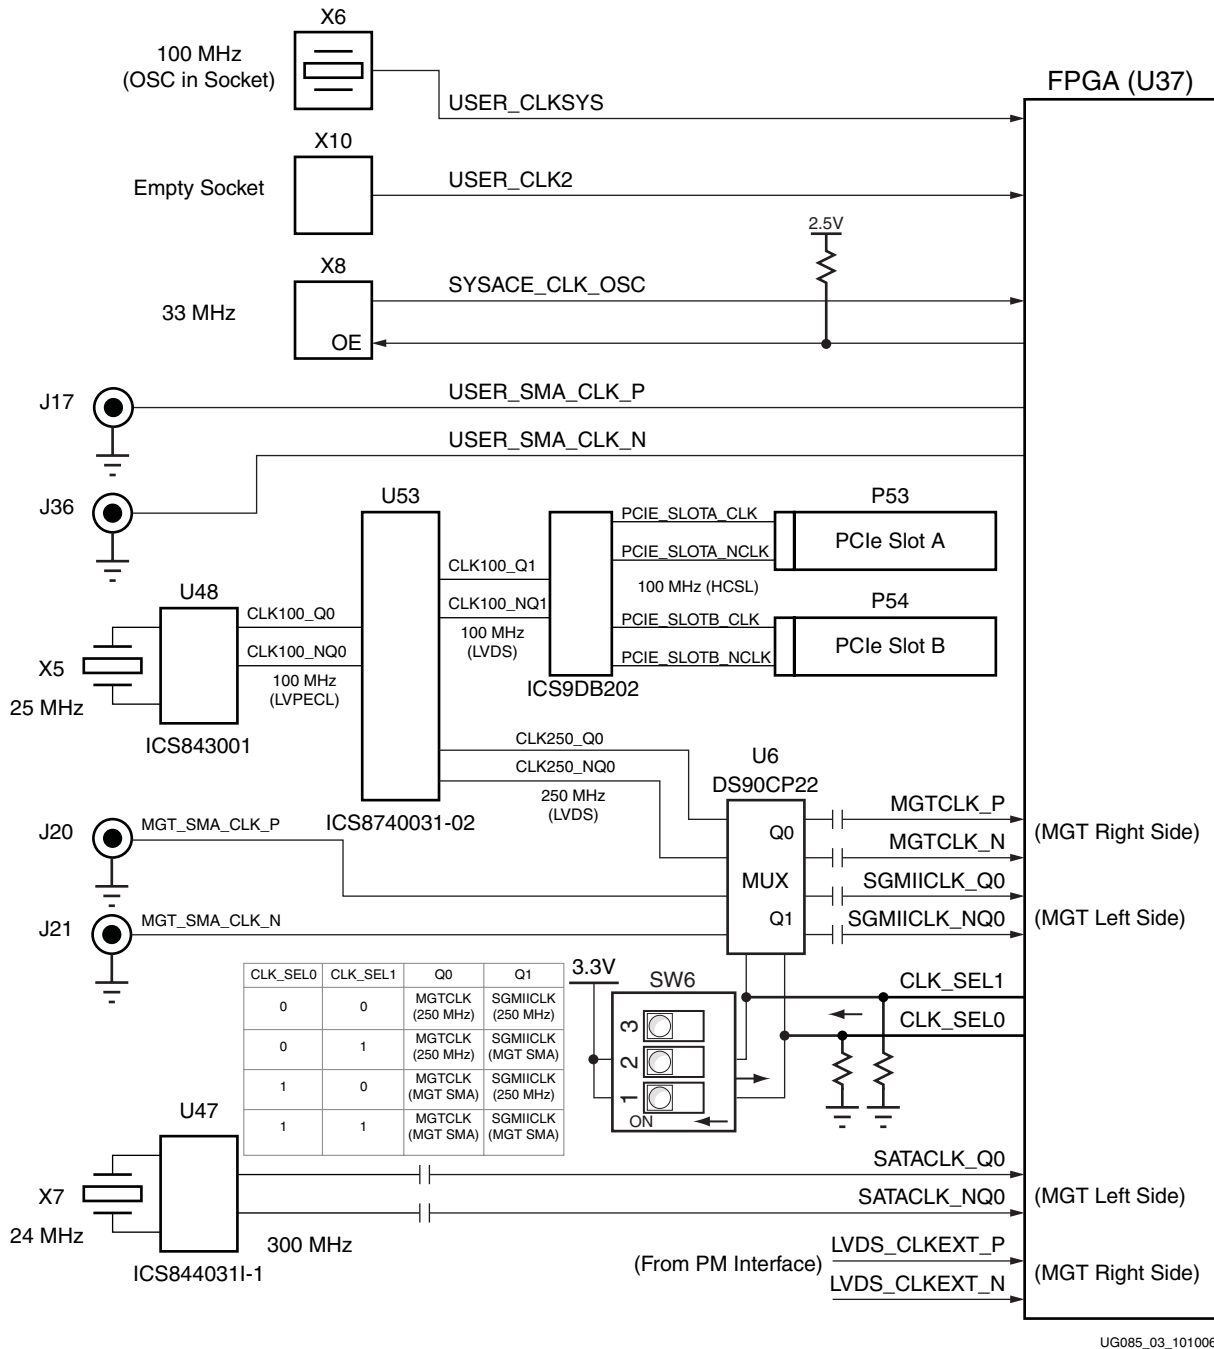 X6
100 MHz
(OSC in Socket)
FPGA (U37)
USER_CLKSYS
X10
Empty Socket
USER_CLK2
2.5V
X8
SYSACE_CLK_OSC
33 MHz
OE
J17
USER_SMA_CLK_P
USER_SMA_CLK_N
J36
U53
P53
PCIE_SLOTA_CLK
PCIe Slot A
PCIE_SLOTA_NCLK
CLK100_Q1
100 MHz (HCSL)
U48
CLK100_NQ1
P54
CLK100_Q0
PCIE_SLOTB_CLK
100 MHz
(LVDS)
PCIe Slot B
CLK100_NQ0
PCIE_SLOTB_NCLK
X5
100 MHz
(LVPECL)
ICS9DB202
25 MHz
ICS843001
CLK250_Q0
U6
CLK250_NQ0
DS90CP22
250 MHz
(LVDS)
MGTCLK_P
ICS8740031-02
J20
MGT_SMA_CLK_P
Q0
(MGT Right Side)
MGTCLK_N
MUX
SGMIICLK_Q0
J21
MGT_SMA_CLK_N
Q1
SGMIICLK_NQ0
(MGT Left Side)
CLK_SEL0 CLK_SEL1 Q0 Q1
0 0 MGTCLK (250 MHz) SGMIICLK (250 MHz)
0 1 MGTCLK (250 MHz) SGMIICLK (MGT SMA)
1 0 MGTCLK (MGT SMA) SGMIICLK (250 MHz)
1 1 MGTCLK (MGT SMA) SGMIICLK (MGT SMA)
3.3V
SW6
CLK_SEL1
CLK_SEL0
3
2
1
ON
U47
SATACLK_Q0
X7
SATACLK_NQ0
(MGT Left Side)
24 MHz
300 MHz
LVDS_CLKEXT_P
(From PM Interface)
ICS844031I-1
(MGT Right Side)
LVDS_CLKEXT_N
UG085_03_101006